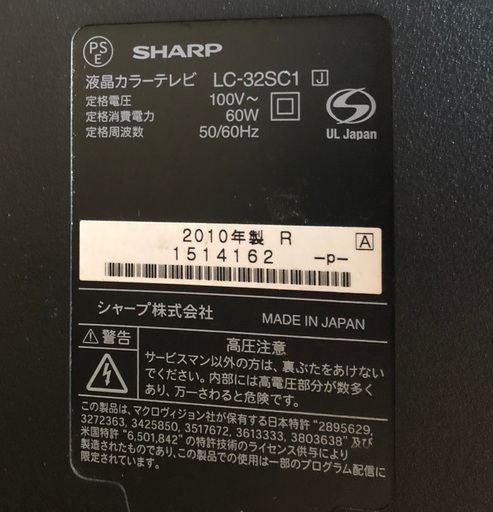 PS
E
SHARP
液晶カラーテレビ LC-32SC1 J
定格電圧 100V～
定格消費電力 60W
定格周波数 50/60Hz
S
UL Japan
2010年製 R A
1514162 -p-
シャープ株式会社 MADE IN JAPAN
警告
高圧注意
サービスマン以外の方は、裏ぶたをあけない
でください。内部には高電圧部分が数多く
あり、万一さわると危険です。
この製品は、マクロヴィジョン社が保有する日本特許 "2895629,
3272363, 3425850, 3517672, 3613333, 3803638" 及び
米国特許 "6,501,842" の特許技術のライセンス供与により
製造されたものであり、この製品での使用は一部のプログラム配信に
限定されています。